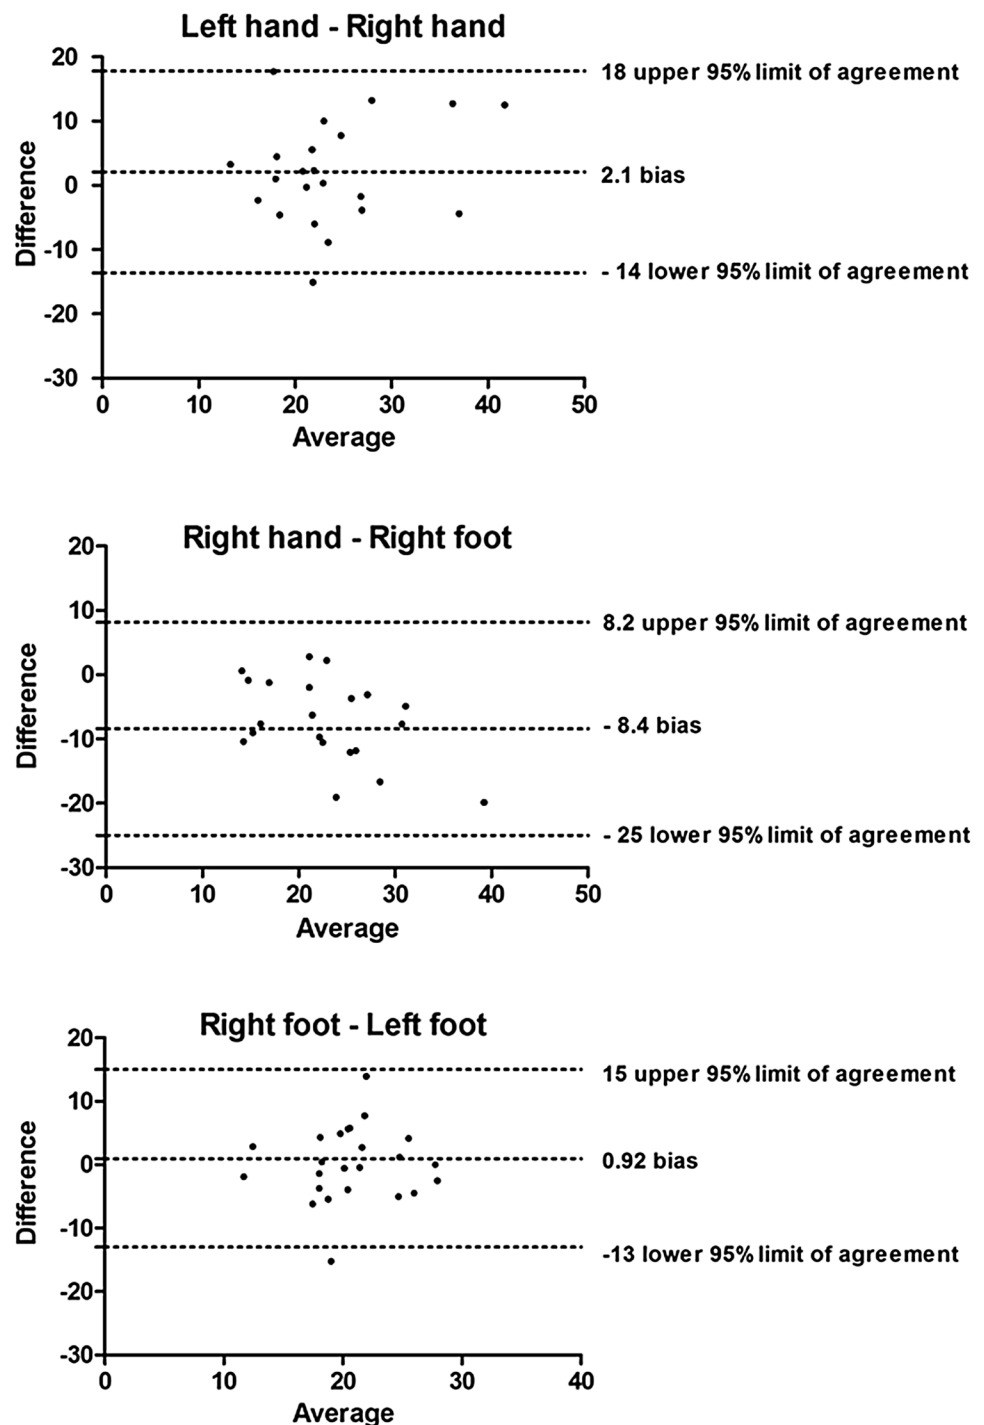 Left hand - Right hand
20
18 upper 95% limit of agreement
10
Difference
2.1 bias
0
-10
- 14 lower 95% limit of agreement
-20
-30
0 10 20 30 40 50
Average
Right hand - Right foot
20
10
8.2 upper 95% limit of agreement
0
Difference
- 8.4 bias
-10
-20
- 25 lower 95% limit of agreement
-30
0 10 20 30 40 50
Average
Right foot - Left foot
20
15 upper 95% limit of agreement
10
0.92 bias
0
Difference
-10
-13 lower 95% limit of agreement
-20
-30
0 10 20 30 40
Average